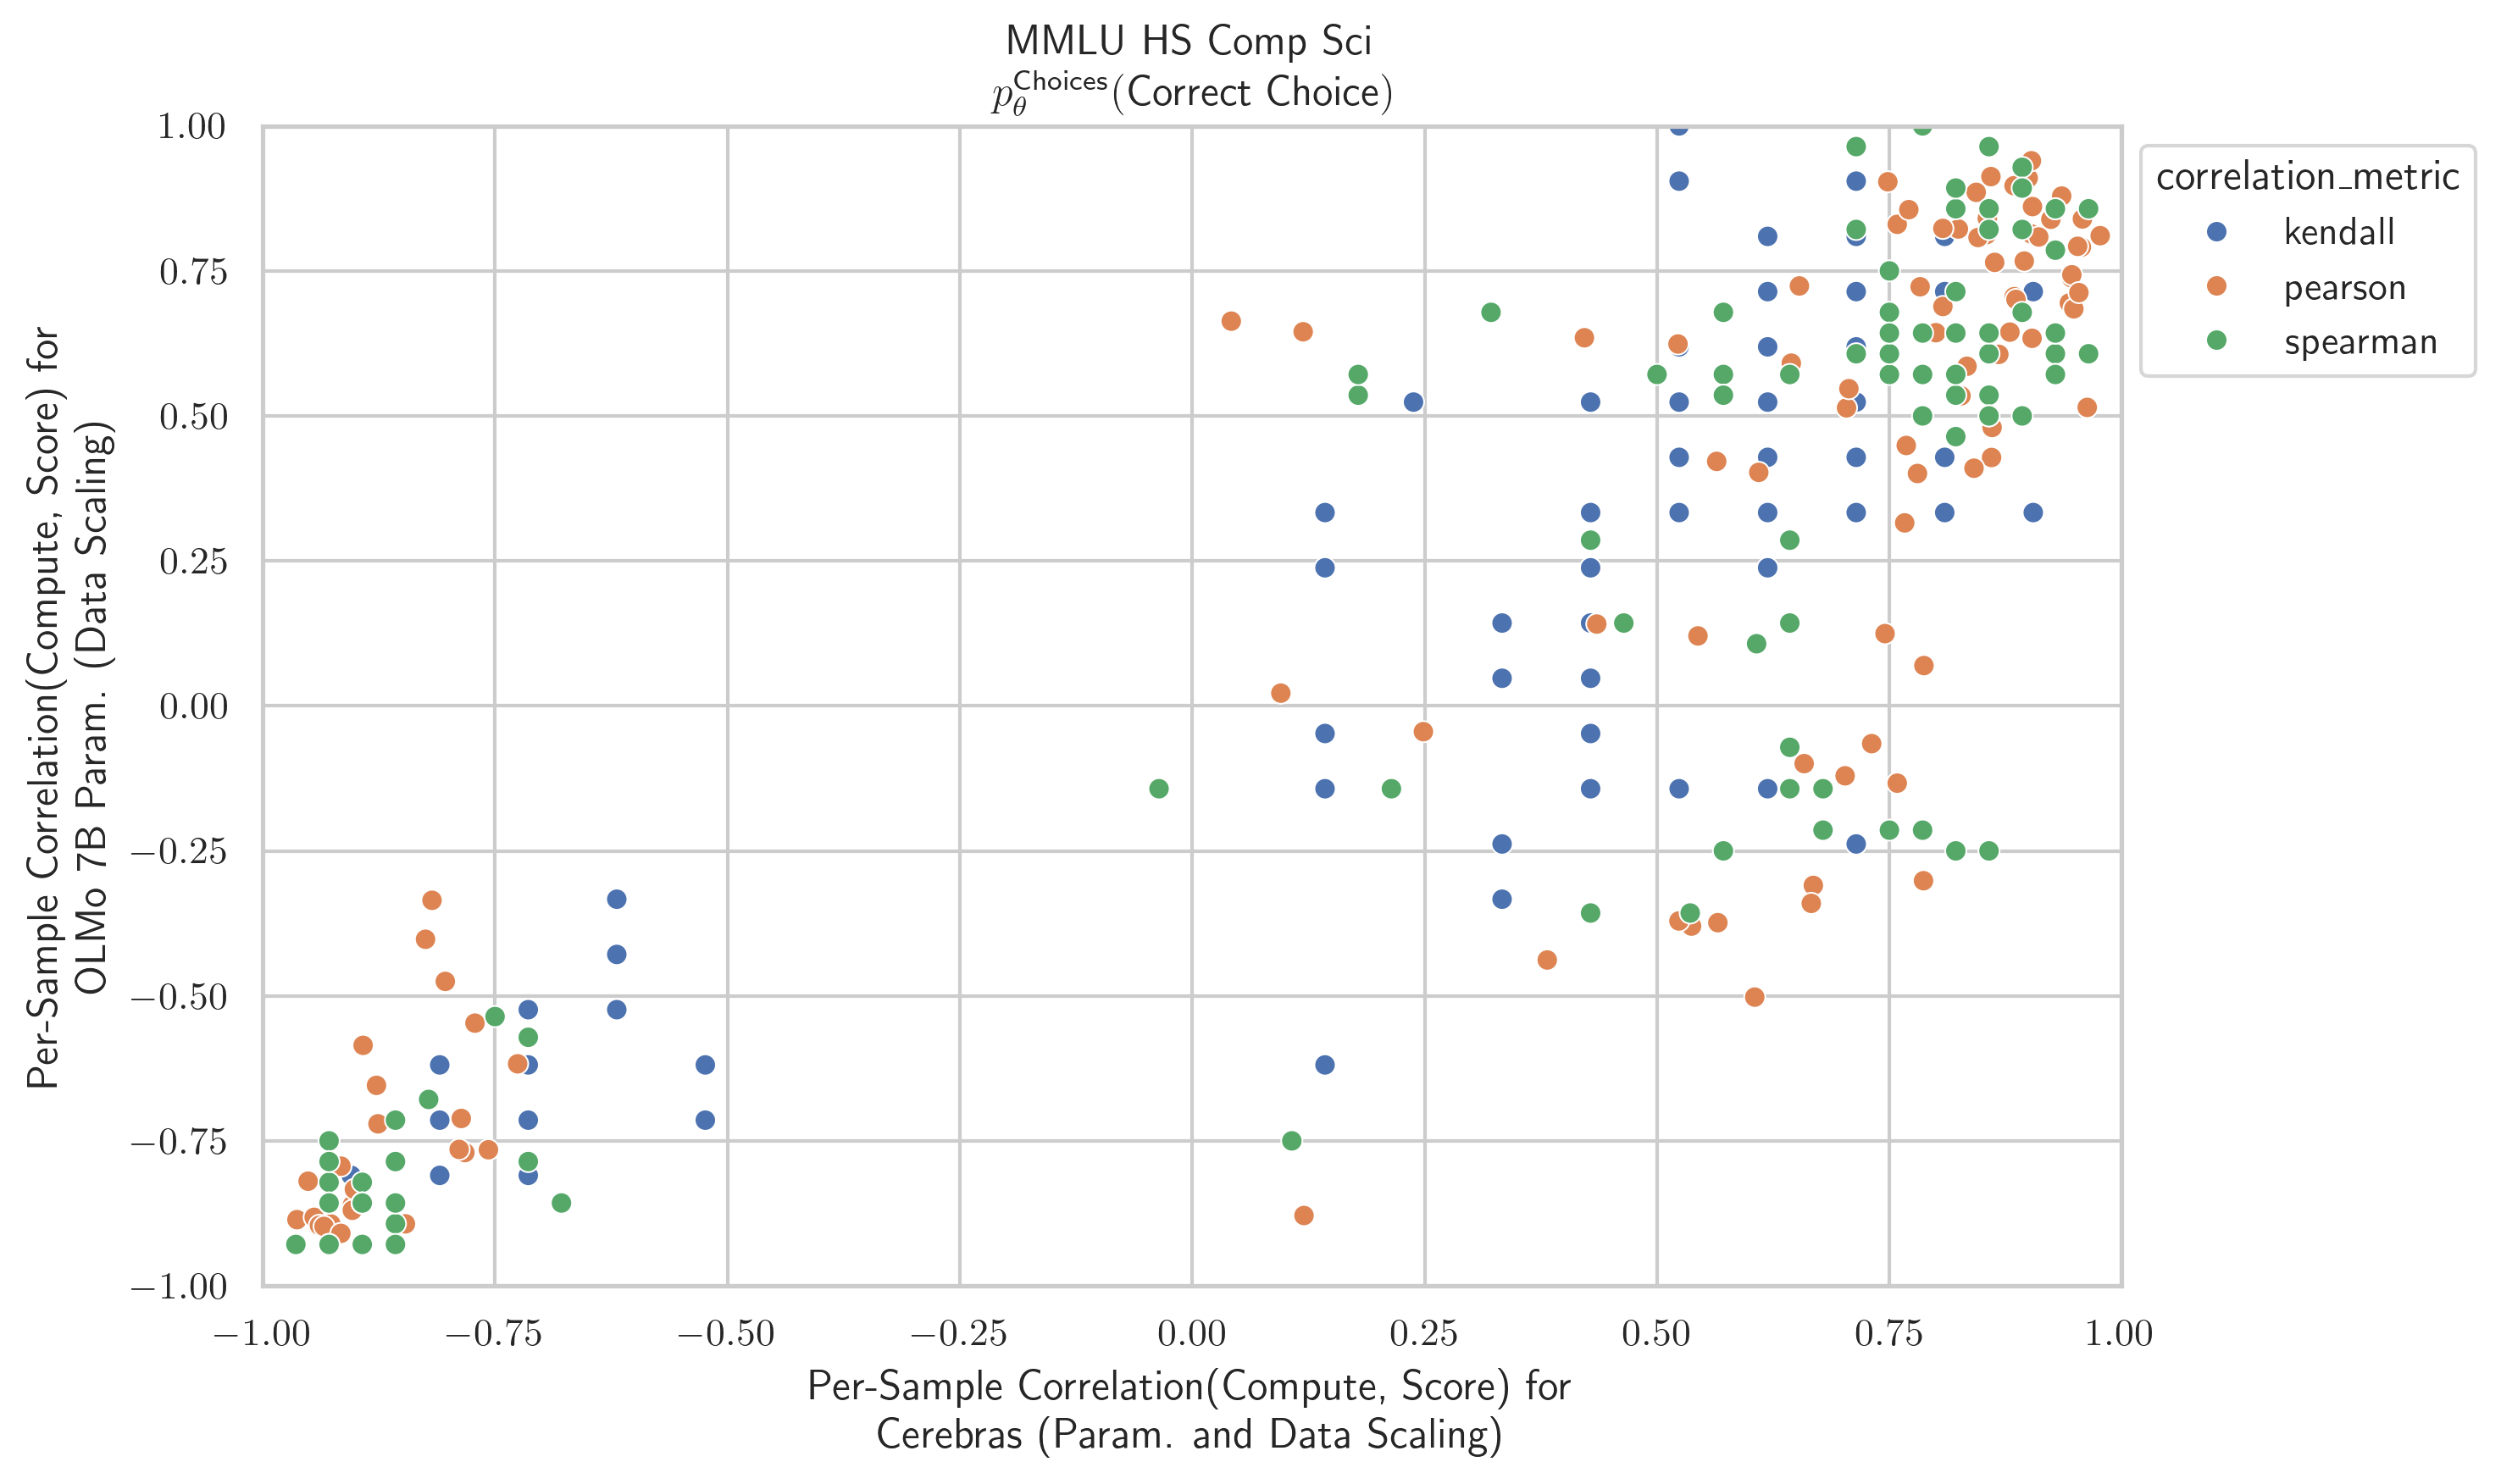 MMLU HS Comp Sci
p_θ^Choices(Correct Choice)
Per-Sample Correlation(Compute, Score) for
OLMo 7B Param. (Data Scaling)
1.00
0.75
0.50
0.25
0.00
−0.25
−0.50
−0.75
−1.00
−1.00 −0.75 −0.50 −0.25 0.00 0.25 0.50 0.75 1.00
Per-Sample Correlation(Compute, Score) for
Cerebras (Param. and Data Scaling)
correlation_metric
kendall
pearson
spearman